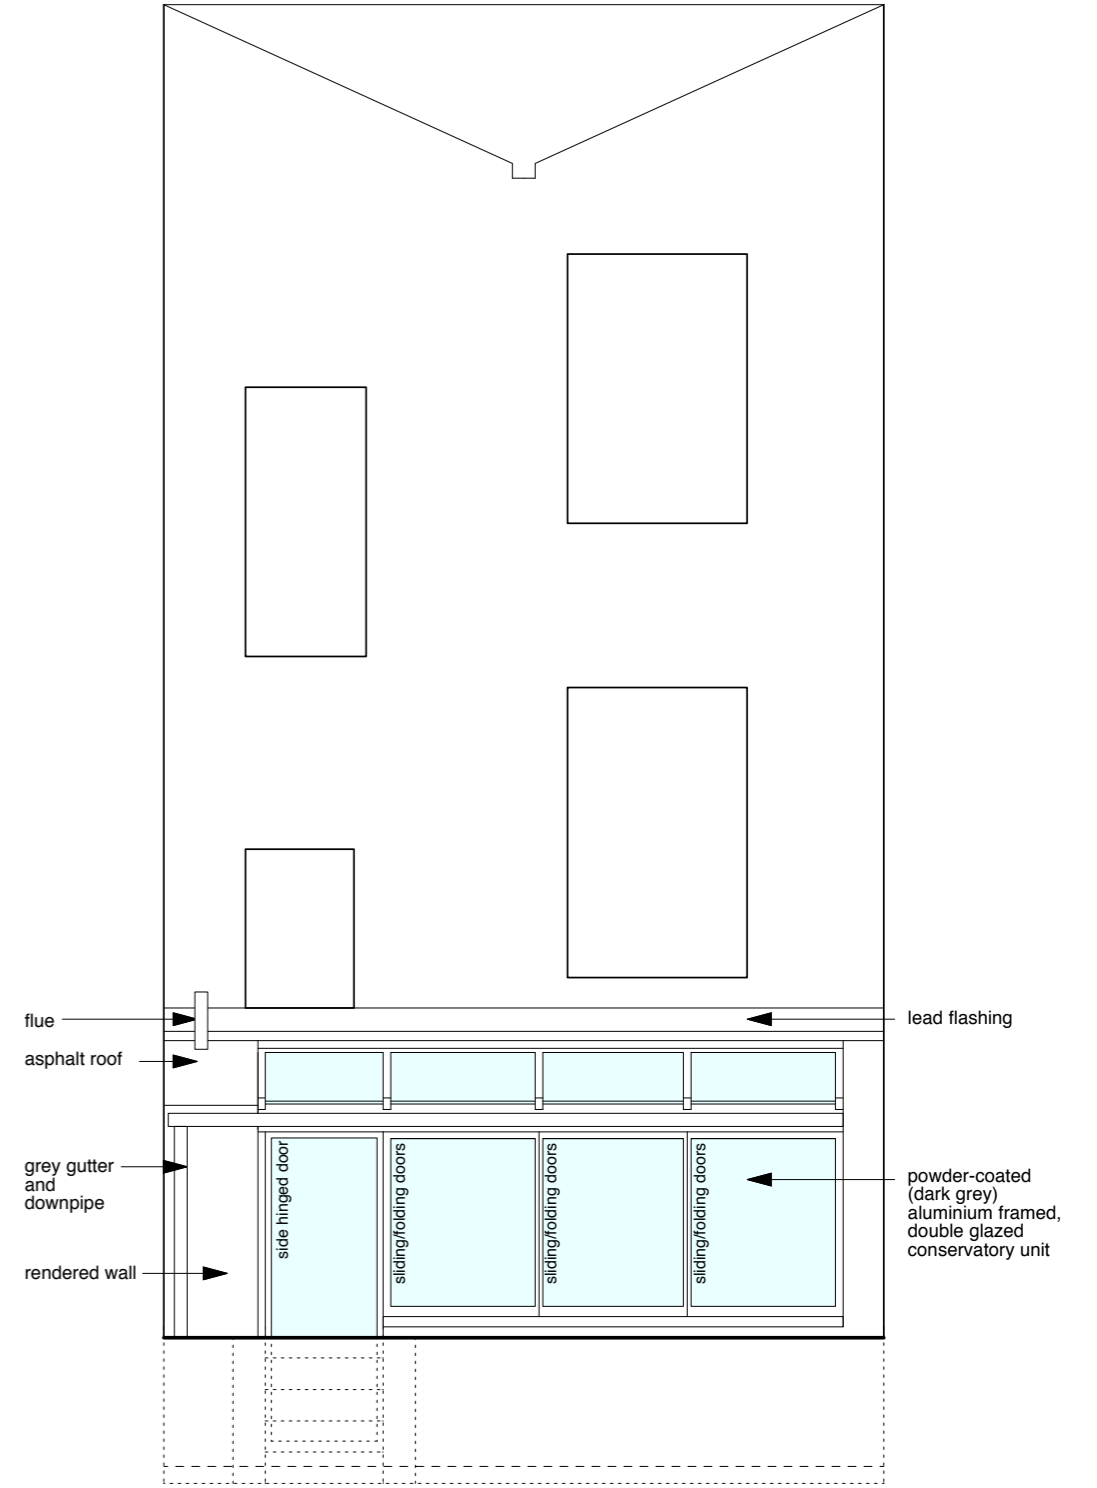 flue
lead flashing
asphalt roof
grey gutter
and
downpipe
rendered wall
side hinged door
sliding/folding doors
sliding/folding doors
sliding/folding doors
powder-coated
(dark grey)
aluminium framed,
double glazed
conservatory unit